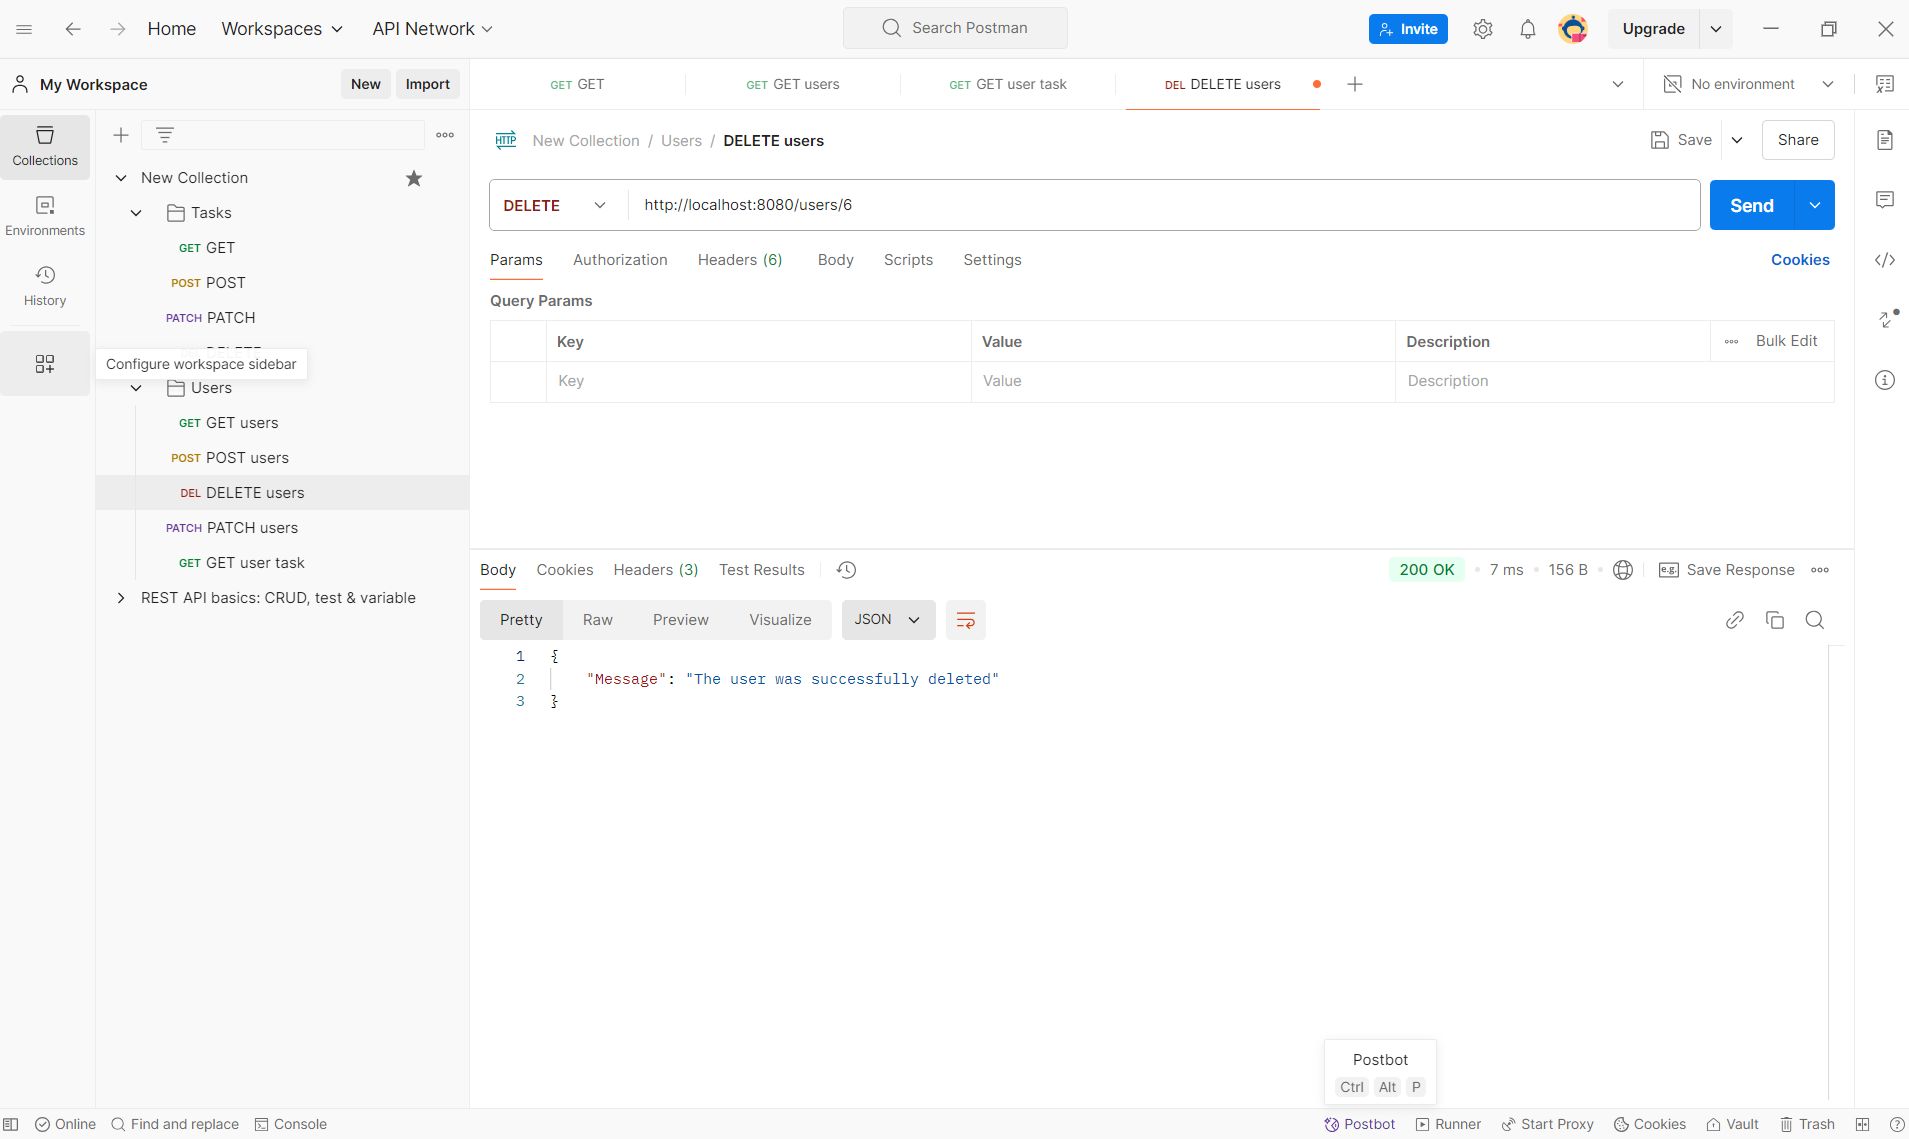 Home Workspaces API Network Search Postman Invite Upgrade
My Workspace New Import GET GET GET GET users GET GET user task DEL DELETE users No environment
Collections
Environments
History
New Collection
Tasks
GET GET
POST POST
PATCH PATCH
Configure workspace sidebar
Users
GET GET users
POST POST users
DEL DELETE users
PATCH PATCH users
GET GET user task
REST API basics: CRUD, test & variable
HTTP New Collection / Users / DELETE users Save Share
DELETE http://localhost:8080/users/6 Send
Params Authorization Headers (6) Body Scripts Settings Cookies
Query Params
Key Value Description Bulk Edit
Key Value Description
Body Cookies Headers (3) Test Results 200 OK 7 ms 156 B e.g. Save Response
Pretty Raw Preview Visualize JSON
1 {
2 "Message": "The user was successfully deleted"
3 }
Postbot
Ctrl Alt P
Online Find and replace Console Postbot Runner Start Proxy Cookies Vault Trash